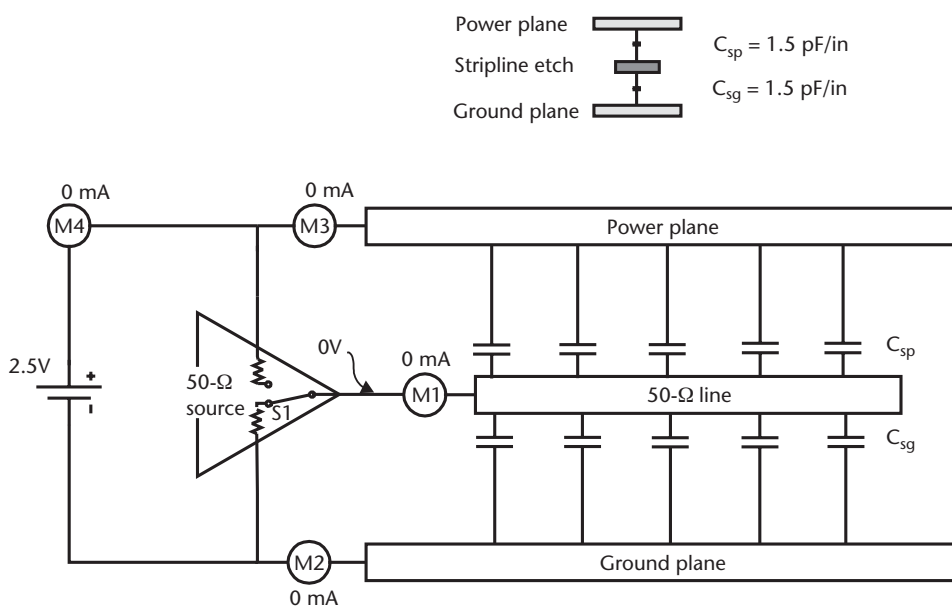 Power plane
C_sp = 1.5 pF/in
Stripline etch
C_sg = 1.5 pF/in
Ground plane
0 mA
0 mA
M4
M3
Power plane
2.5V
+
-
50-Ω
source
S1
0V
0 mA
M1
C_sp
50-Ω line
C_sg
M2
0 mA
Ground plane